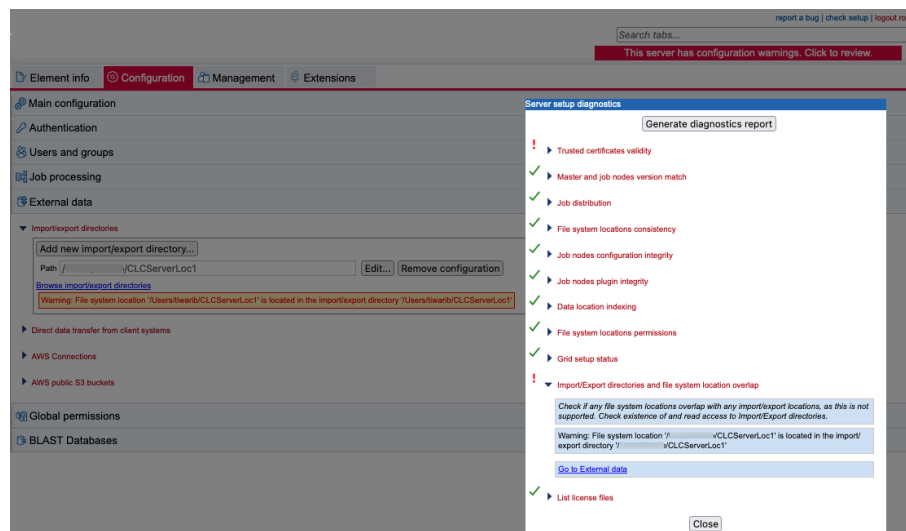 report a bug | check setup | logout ro
Search tabs...
This server has configuration warnings. Click to review.
Element info
Configuration
Management
Extensions
Main configuration
Authentication
Users and groups
Job processing
External data
Import/export directories
Add new import/export directory...
Path / /CLCServerLoc1 Edit... Remove configuration
Browse import/export directories
Warning: File system location '/Users/tiwarib/CLCServerLoc1' is located in the import/export directory '/Users/tiwarib/CLCServerLoc1'
Direct data transfer from client systems
AWS Connections
AWS public S3 buckets
Global permissions
BLAST Databases
Server setup diagnostics
Generate diagnostics report
! Trusted certificates validity
Master and job nodes version match
Job distribution
File system locations consistency
Job nodes configuration integrity
Job nodes plugin integrity
Data location indexing
File system locations permissions
Grid setup status
! Import/Export directories and file system location overlap
Check if any file system locations overlap with any import/export locations, as this is not
supported. Check existence of and read access to Import/Export directories.
Warning: File system location '/ /CLCServerLoc1' is located in the import/
export directory '/ /CLCServerLoc1'
Go to External data
List license files
Close